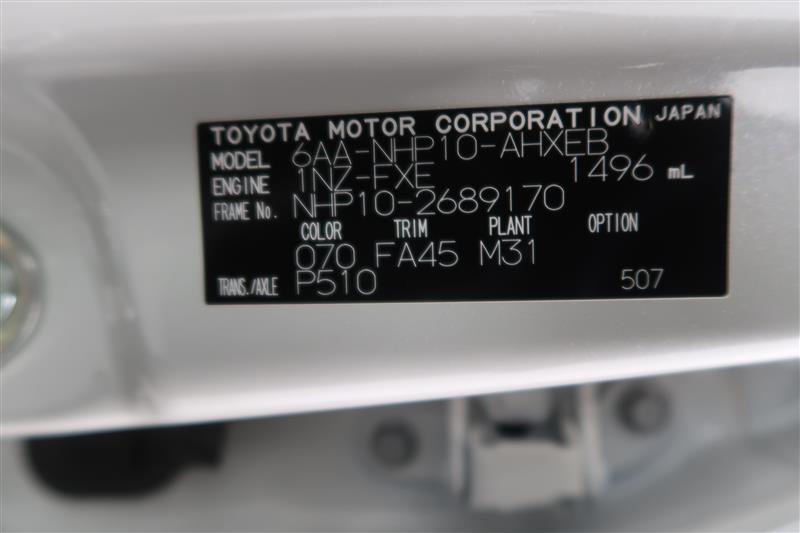 TOYOTA MOTOR CORPORATION JAPAN
MODEL 6AA-NHP10-AHXEB
ENGINE 1NZ-FXE 1496 mL
FRAME No. NHP10-2689170
COLOR TRIM PLANT OPTION
070 FA45 M31
TRANS./AXLE P510 507